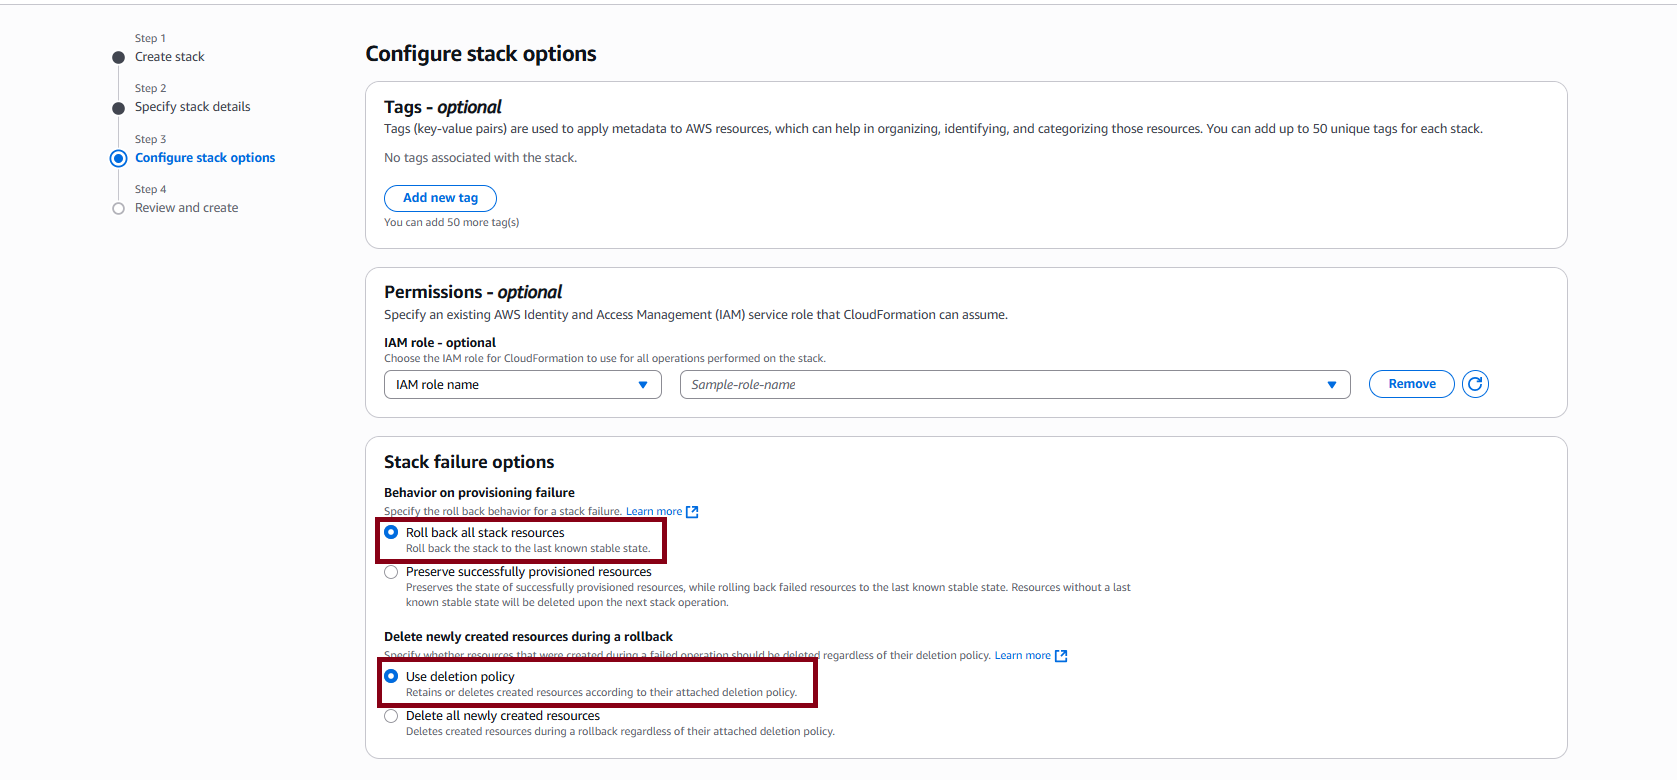 Step 1
Create stack
Step 2
Specify stack details
Step 3
Configure stack options
Step 4
Review and create
Configure stack options
Tags - optional
Tags (key-value pairs) are used to apply metadata to AWS resources, which can help in organizing, identifying, and categorizing those resources. You can add up to 50 unique tags for each stack.
No tags associated with the stack.
Add new tag
You can add 50 more tag(s)
Permissions - optional
Specify an existing AWS Identity and Access Management (IAM) service role that CloudFormation can assume.
IAM role - optional
Choose the IAM role for CloudFormation to use for all operations performed on the stack.
IAM role name
Sample-role-name
Remove
Stack failure options
Behavior on provisioning failure
Specify the roll back behavior for a stack failure. Learn more
Roll back all stack resources
Roll back the stack to the last known stable state.
Preserve successfully provisioned resources
Preserves the state of successfully provisioned resources, while rolling back failed resources to the last known stable state. Resources without a last
known stable state will be deleted upon the next stack operation.
Delete newly created resources during a rollback
Specify whether resources that were created during a failed operation should be deleted regardless of their deletion policy. Learn more
Use deletion policy
Retains or deletes created resources according to their attached deletion policy.
Delete all newly created resources
Deletes created resources during a rollback regardless of their attached deletion policy.